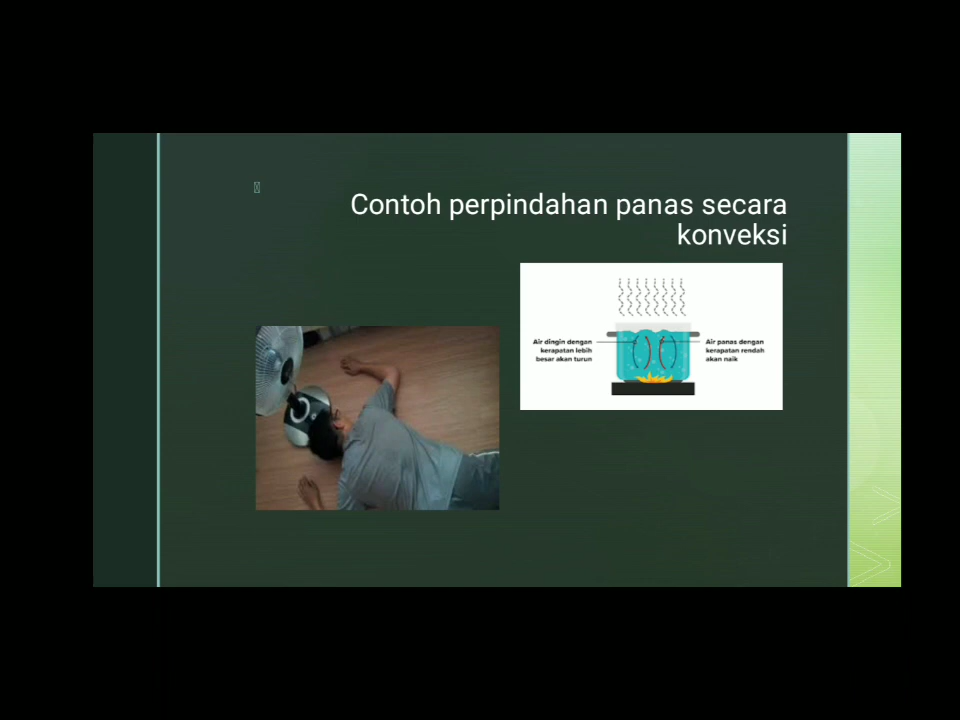 Contoh perpindahan panas secara
konveksi
Air dingin dengan
kerapatan lebih
besar akan turun
Air panas dengan
kerapatan rendah
akan naik